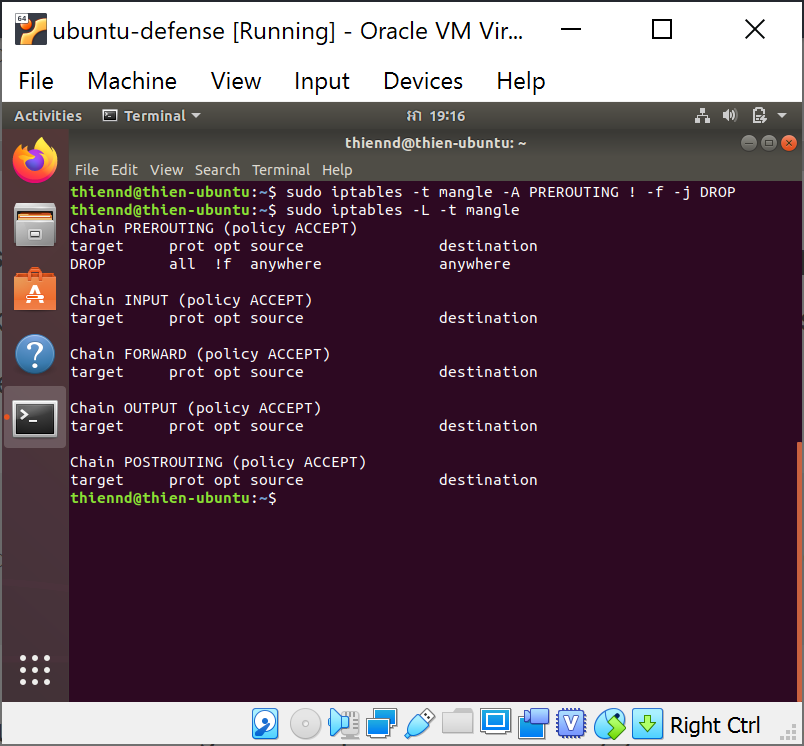 64
ubuntu-defense [Running] - Oracle VM Vir...
File Machine View Input Devices Help
Activities Terminal 19:16
thiennd@thien-ubuntu: ~
File Edit View Search Terminal Help
thiennd@thien-ubuntu:~$ sudo iptables -t mangle -A PREROUTING ! -f -j DROP
thiennd@thien-ubuntu:~$ sudo iptables -L -t mangle
Chain PREROUTING (policy ACCEPT)
target     prot opt source               destination
DROP       all  !f  anywhere             anywhere

Chain INPUT (policy ACCEPT)
target     prot opt source               destination

Chain FORWARD (policy ACCEPT)
target     prot opt source               destination

Chain OUTPUT (policy ACCEPT)
target     prot opt source               destination

Chain POSTROUTING (policy ACCEPT)
target     prot opt source               destination
thiennd@thien-ubuntu:~$
Right Ctrl